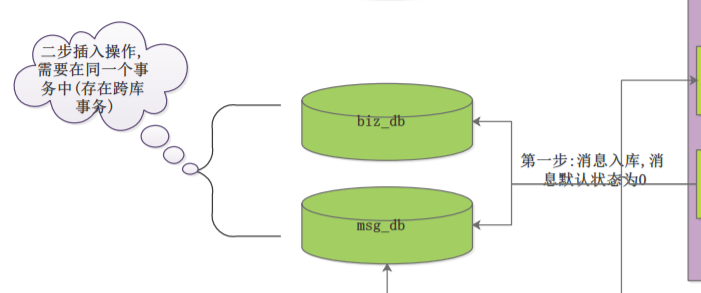 二步插入操作,
需要在同一个事
务中(存在跨库
事务)
biz_db
第一步:消息入库,消
息默认状态为0
msg_db